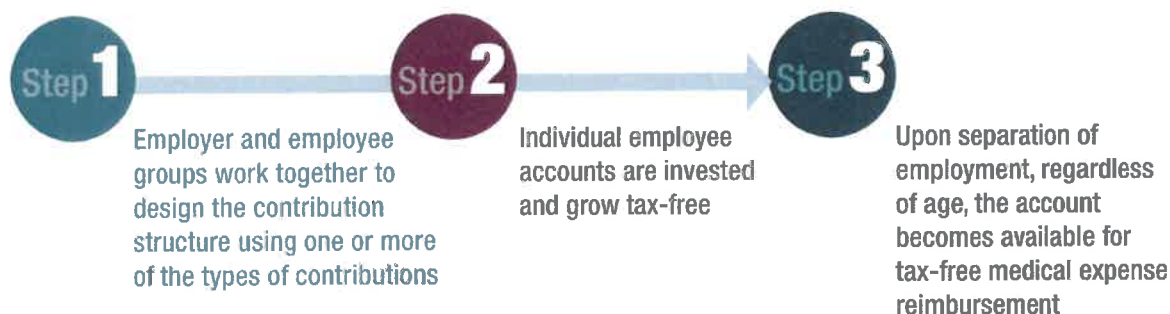 Step 1
Employer and employee
groups work together to
design the contribution
structure using one or more
of the types of contributions
Step 2
Individual employee
accounts are invested
and grow tax-free
Step 3
Upon separation of
employment, regardless
of age, the account
becomes available for
tax-free medical expense
reimbursement